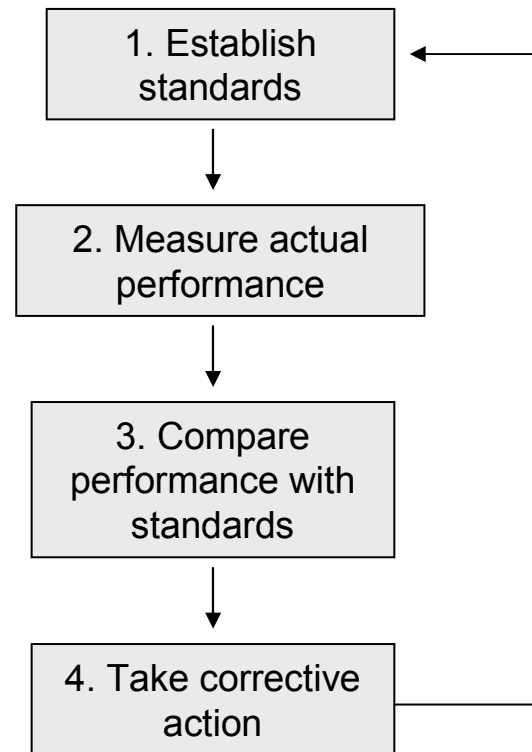 1. Establish
standards
2. Measure actual
performance
3. Compare
performance with
standards
4. Take corrective
action